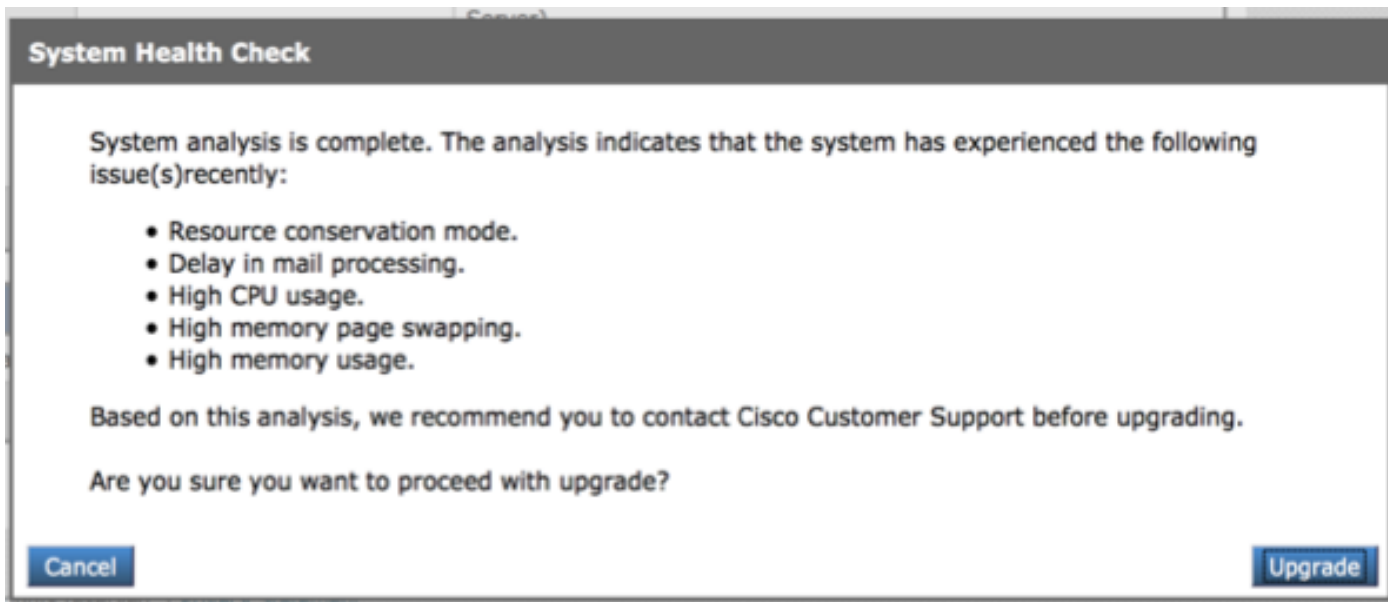 Server)
System Health Check
System analysis is complete. The analysis indicates that the system has experienced the following
issue(s)recently:
• Resource conservation mode.
• Delay in mail processing.
• High CPU usage.
• High memory page swapping.
• High memory usage.
Based on this analysis, we recommend you to contact Cisco Customer Support before upgrading.
Are you sure you want to proceed with upgrade?
Cancel
Upgrade